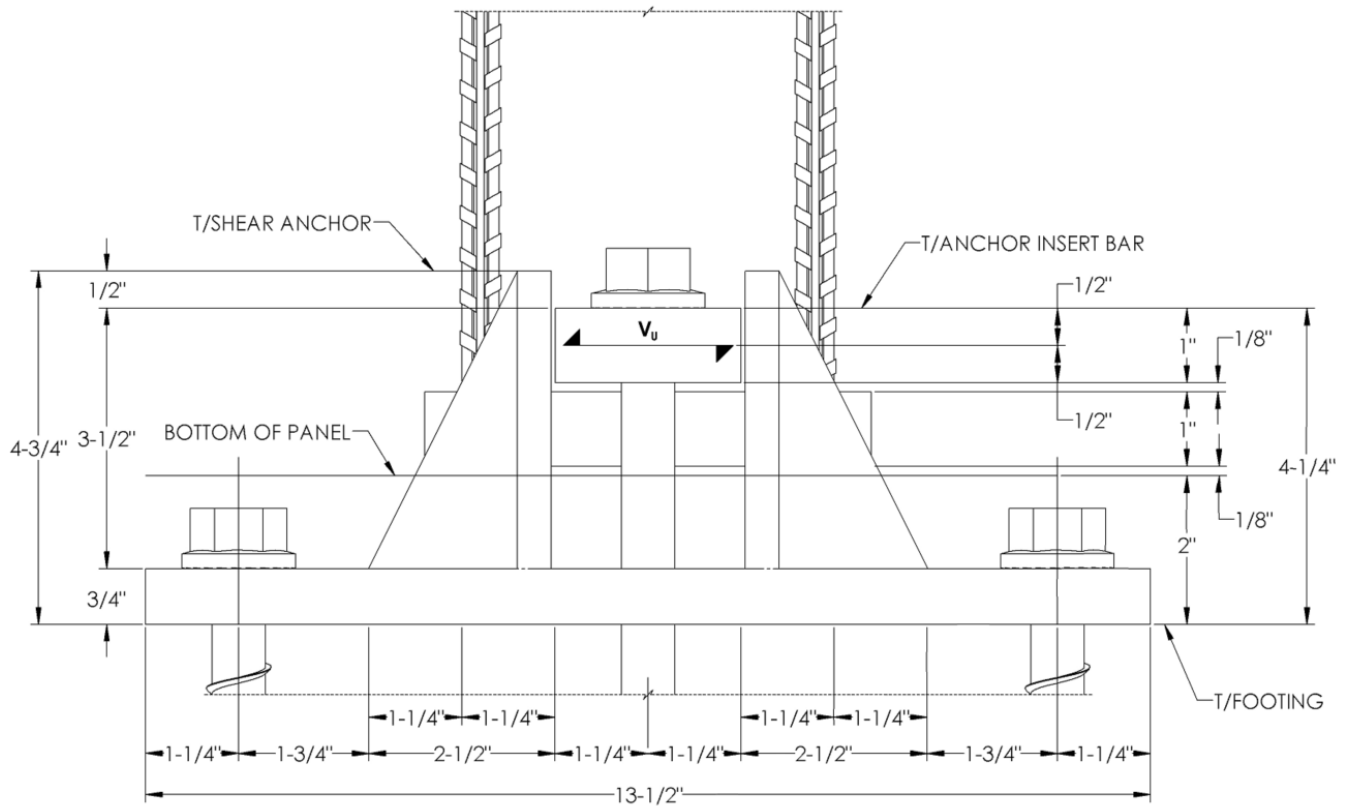 T/SHEAR ANCHOR
T/ANCHOR INSERT BAR
1/2"
1/2"
V_U
1"
1/8"
4-3/4"
3-1/2"
BOTTOM OF PANEL
1/2"
1"
4-1/4"
1/8"
2"
3/4"
T/FOOTING
1-1/4" 1-1/4" 1-1/4" 1-1/4"
1-1/4" 1-3/4" 2-1/2" 1-1/4" 1-1/4" 2-1/2" 1-3/4" 1-1/4"
13-1/2"